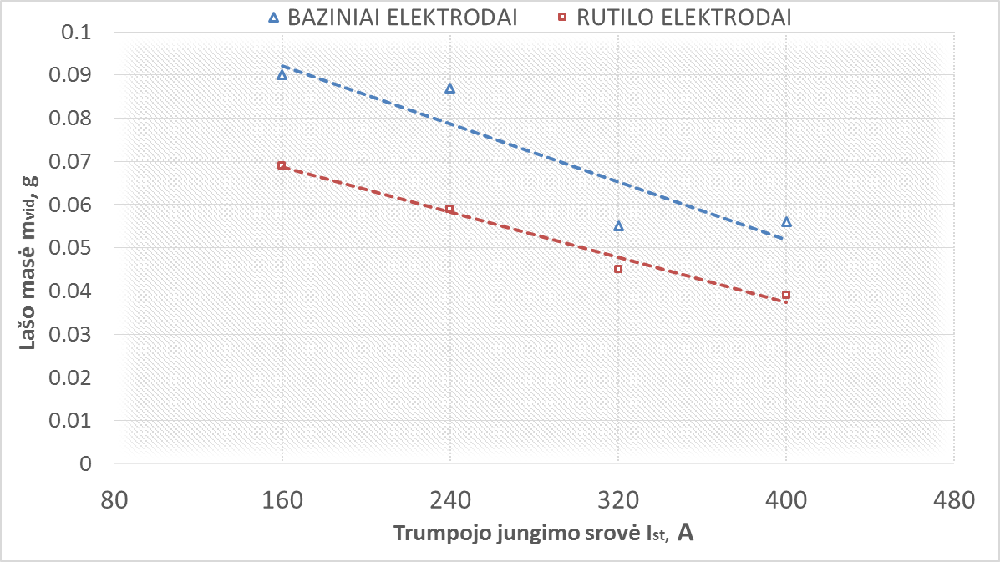 BAZINIAI ELEKTRODAI RUTILO ELEKTRODAI
0.1
0.09
0.08
0.07
0.06
0.05
0.04
0.03
0.02
0.01
0
Lašo masė mvid, g
80 160 240 320 400 480
Trumpojo jungimo srovė Ist, A